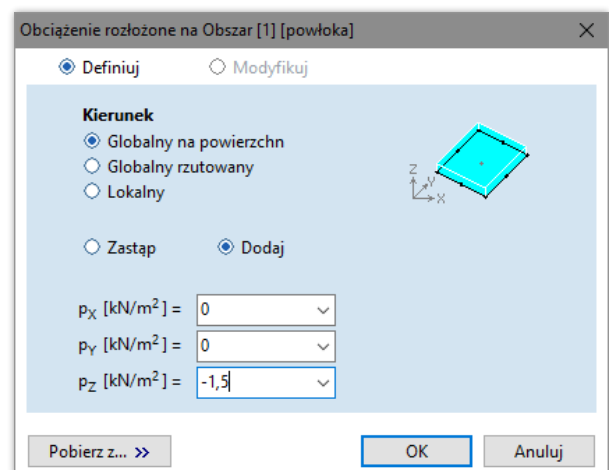 Obciążenie rozłożone na Obszar [1] [powłoka]
Definiuj Modyfikuj
Kierunek
Globalny na powierzchn
Globalny rzutowany
Lokalny
Z
Y
X
Zastąp Dodaj
pX [kN/m²] = 0
pY [kN/m²] = 0
pZ [kN/m²] = -1,5
Pobierz z... » OK Anuluj